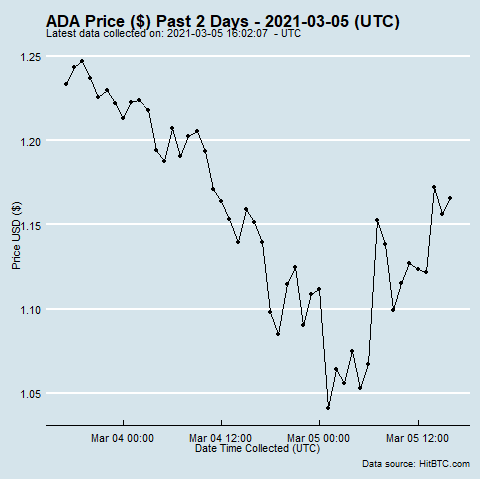 ADA Price ($) Past 2 Days - 2021-03-05 (UTC)
Latest data collected on: 2021-03-05 16:02:07 - UTC
1.25
1.20
1.15
1.10
1.05
Price USD ($)
Mar 04 00:00 Mar 04 12:00 Mar 05 00:00 Mar 05 12:00
Date Time Collected (UTC)
Data source: HitBTC.com